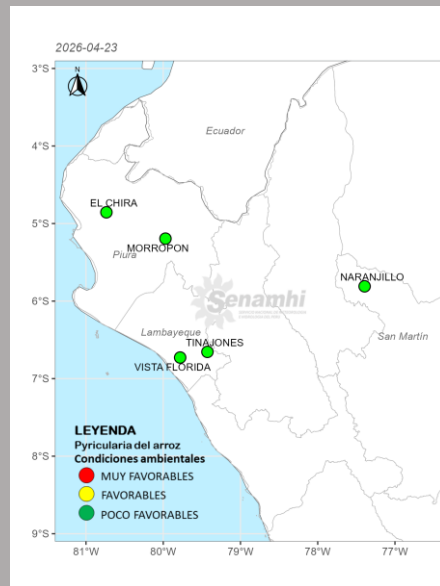 2026-04-23
N
3°S
4°S
5°S
6°S
7°S
8°S
9°S
Ecuador
EL CHIRA
MORROPON
Piura
NARANJILLO
Senamhi
Lambayeque
TINAJONES
San Martín
VISTA FLORIDA
LEYENDA
Pyricularia del arroz
Condiciones ambientales
MUY FAVORABLES
FAVORABLES
POCO FAVORABLES
81°W
80°W
79°W
78°W
77°W